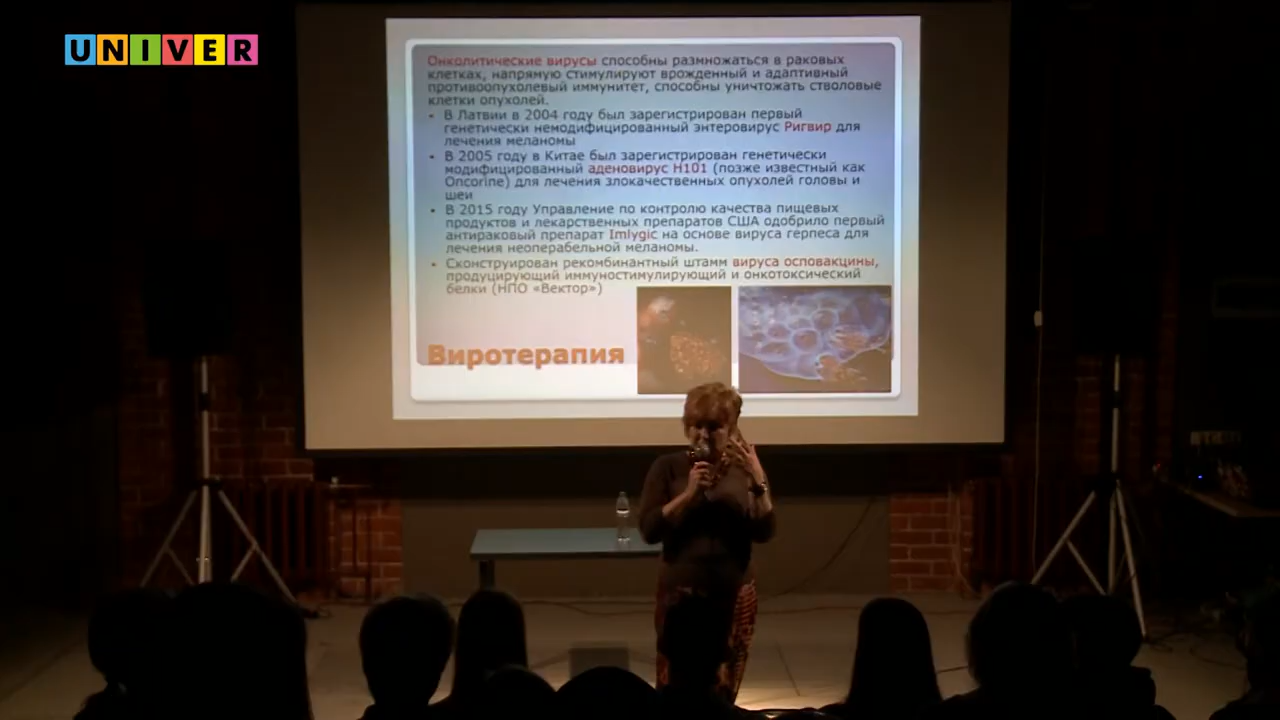 UNIVER
Онколитические вирусы способны размножаться в раковых
клетках, напрямую стимулируют врожденный и адаптивный
противоопухолевый иммунитет, способны уничтожать стволовые
клетки опухолей.
• В Латвии в 2004 году был зарегистрирован первый
генетически немодифицированный энтеровирус Ригвир для
лечения меланомы
• В 2005 году в Китае был зарегистрирован генетически
модифицированный аденовирус H101 (позже известный как
Oncorine) для лечения злокачественных опухолей головы и
шеи
• В 2015 году Управление по контролю качества пищевых
продуктов и лекарственных препаратов США одобрило первый
антираковый препарат Imlygic на основе вируса герпеса для
лечения неоперабельной меланомы.
• Сконструирован рекомбинантный штамм вируса осповакцины,
продуцирующий иммуностимулирующий и онкотоксический
белки (НПО «Вектор»)
Виротерапия